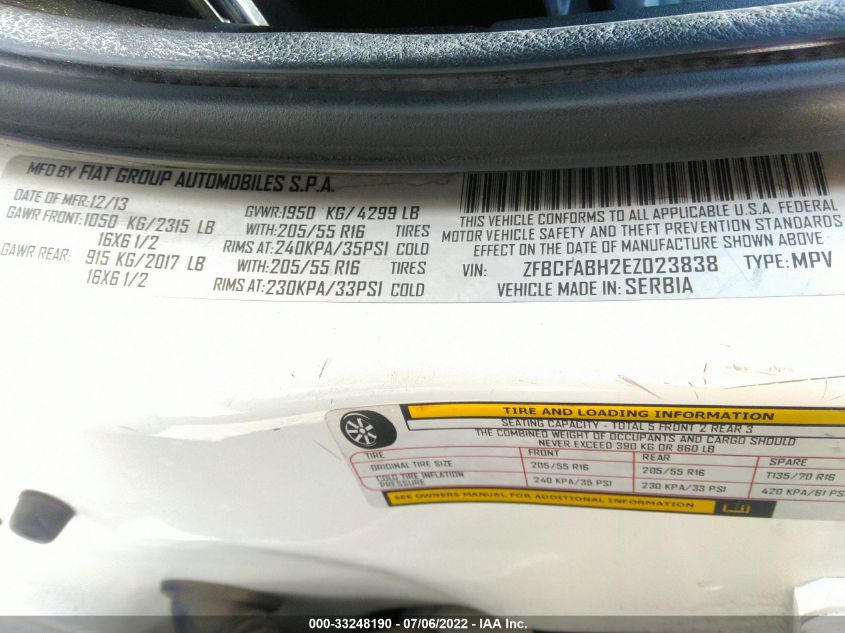 MFD BY FIAT GROUP AUTOMOBILES S.P.A.
DATE OF MFR: 12/13 GVWR: 1950 KG/ 4299 LB
GAWR FRONT: 1050 KG/2315 LB WITH: 205/55 R16 TIRES
16X6 1/2 RIMS AT: 240KPA/35PSI COLD
GAWR REAR: 915 KG/2017 LB WITH: 205/55 R16 TIRES
16X6 1/2 RIMS AT: 230KPA/33PSI COLD
THIS VEHICLE CONFORMS TO ALL APPLICABLE U.S.A. FEDERAL
MOTOR VEHICLE SAFETY AND THEFT PREVENTION STANDARDS
EFFECT ON THE DATE OF MANUFACTURE SHOWN ABOVE.
VIN: ZFBCFABH2EZ023838 TYPE: MPV
VEHICLE MADE IN: SERBIA
TIRE AND LOADING INFORMATION
SEATING CAPACITY - TOTAL 5 FRONT 2 REAR 3
THE COMBINED WEIGHT OF OCCUPANTS AND CARGO SHOULD
NEVER EXCEED 390 KG OR 860 LB
TIRE FRONT REAR SPARE
ORIGINAL TIRE SIZE 205/55 R16 205/55 R16 T135/70 R16
COLD TIRE INFLATION PRESSURE 240 KPA/35 PSI 230 KPA/33 PSI 420 KPA/61 PS
SEE OWNERS MANUAL FOR ADDITIONAL INFORMATION
000-33248190 - 07/06/2022 - IAA Inc.